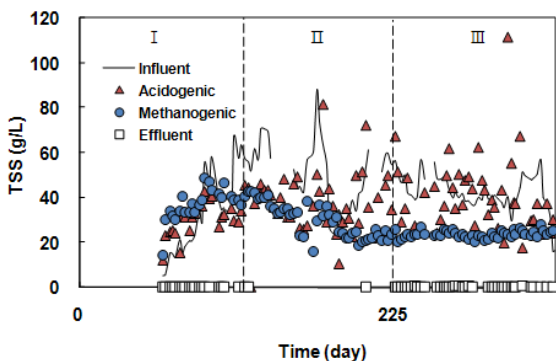 120
100
80
60
40
20
0
TSS (g/L)
I
II
III
Influent
Acidogenic
Methanogenic
Effluent
0
225
Time (day)